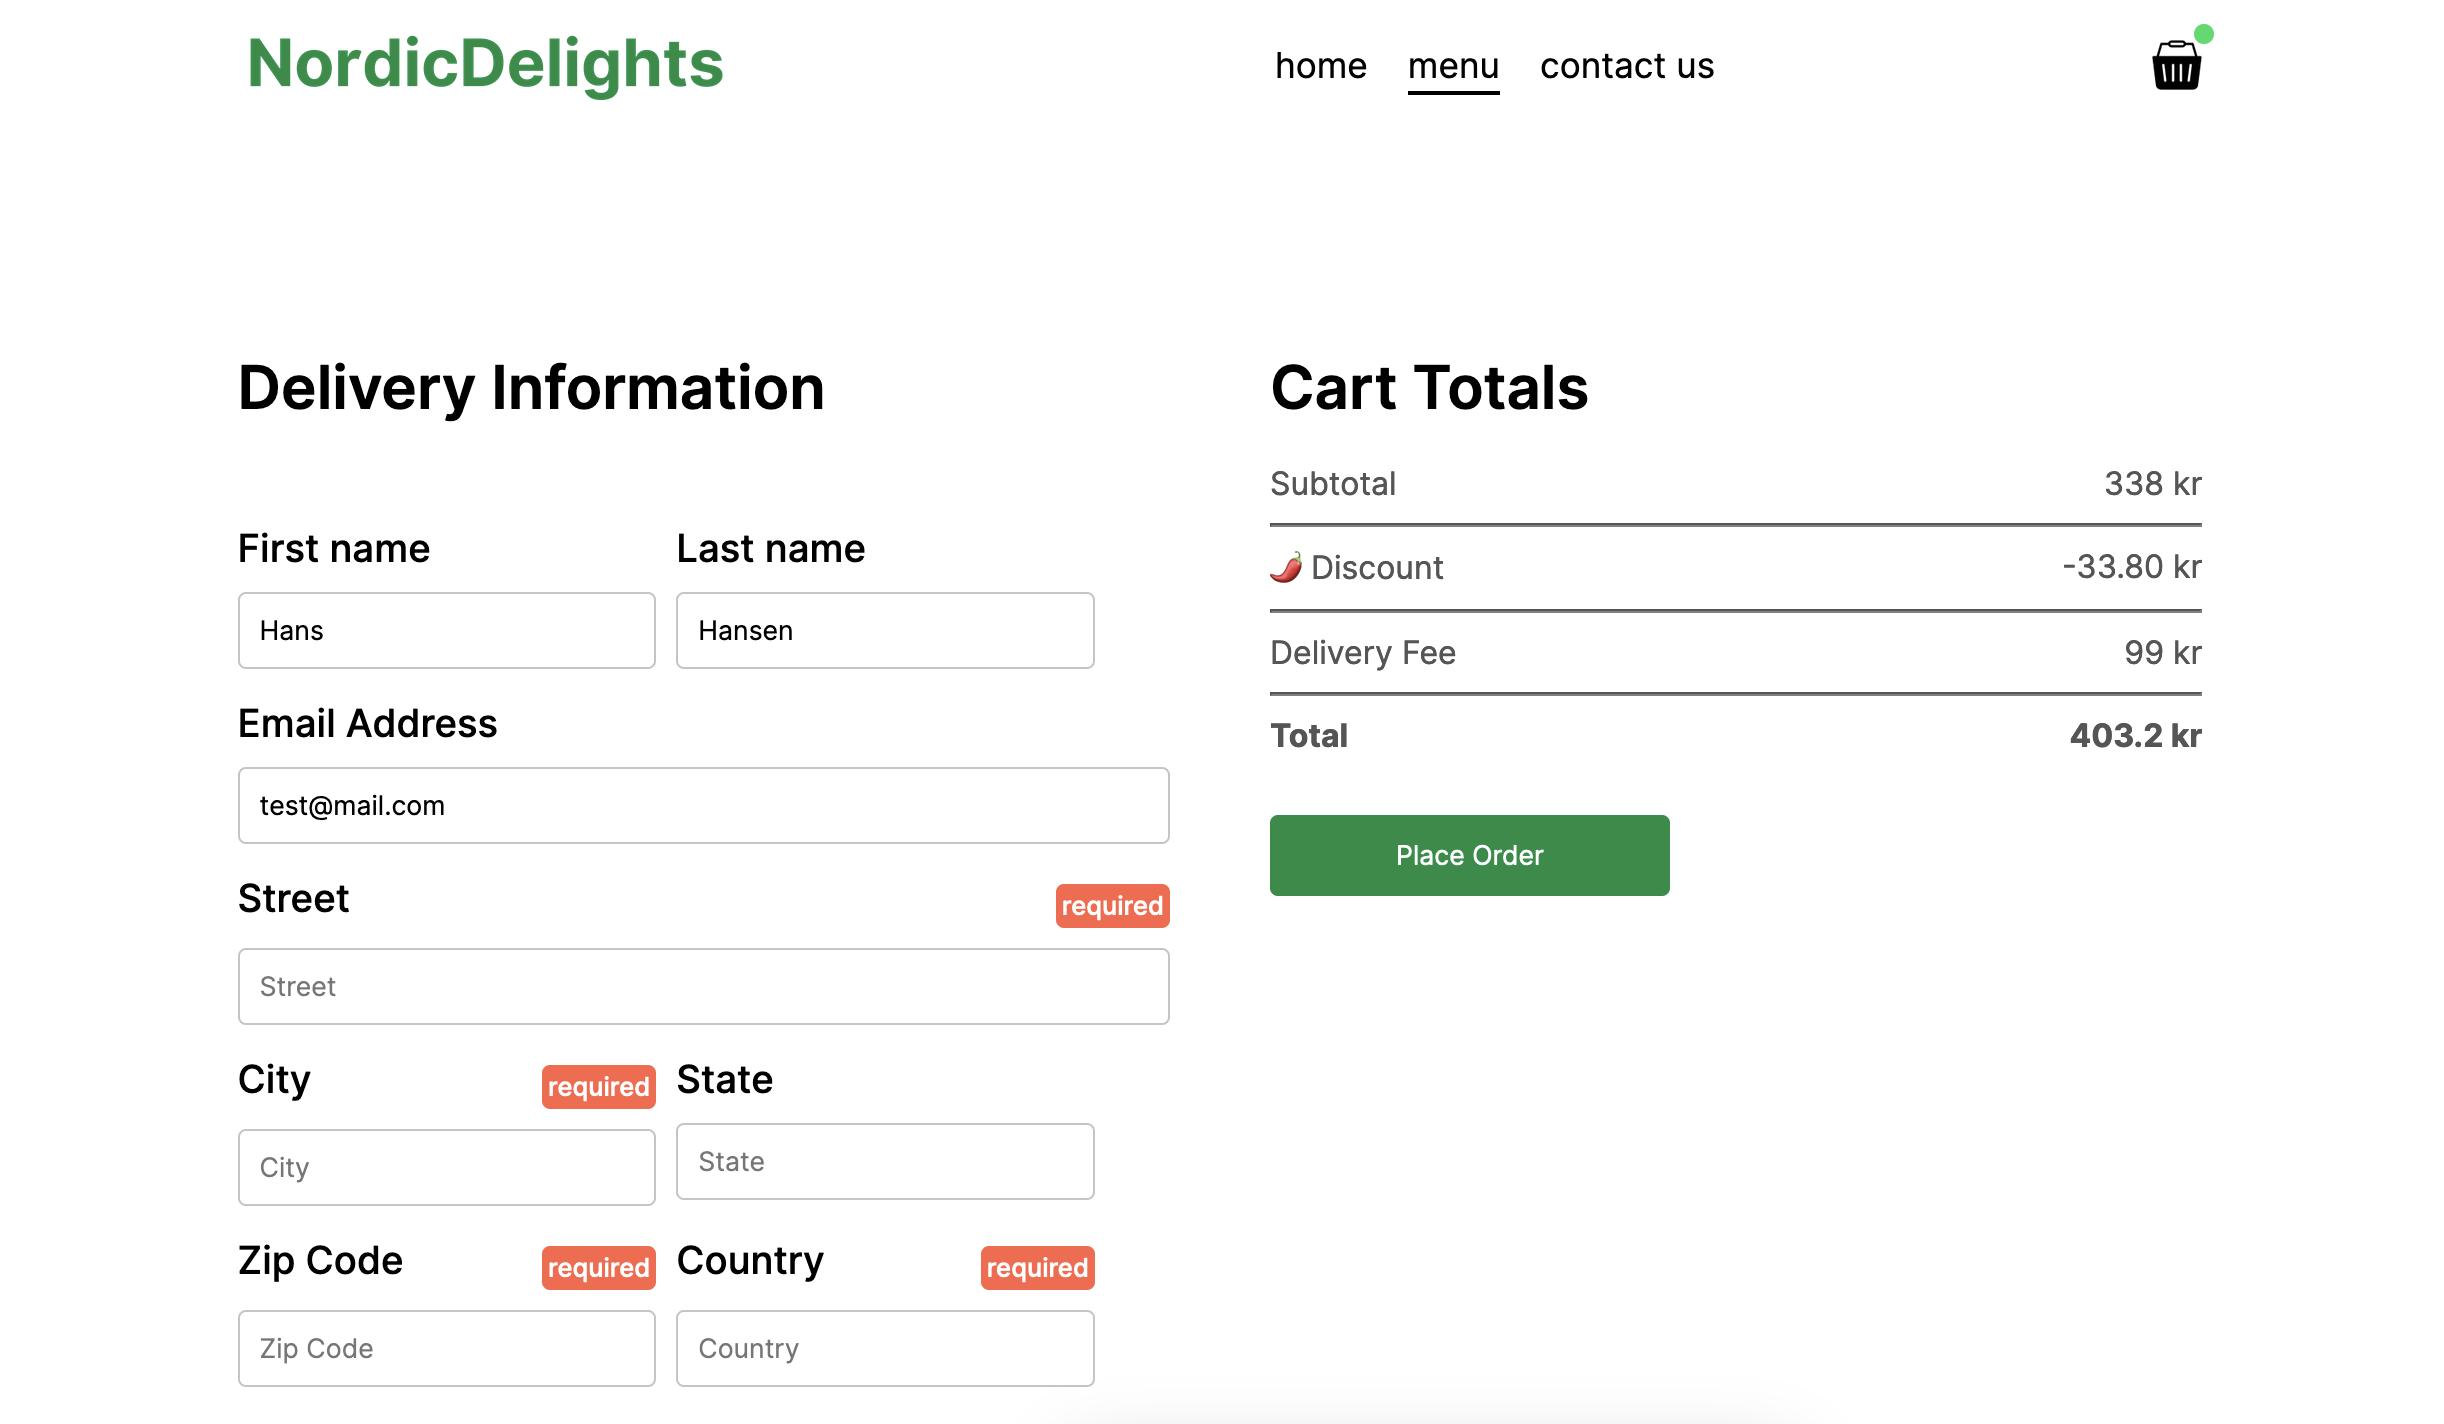 NordicDelights
home menu contact us
Delivery Information
First name Last name
Hans Hansen
Email Address
test@mail.com
Street required
Street
City required State
City State
Zip Code required Country required
Zip Code Country
Cart Totals
Subtotal 338 kr
🌶️ Discount -33.80 kr
Delivery Fee 99 kr
Total 403.2 kr
Place Order